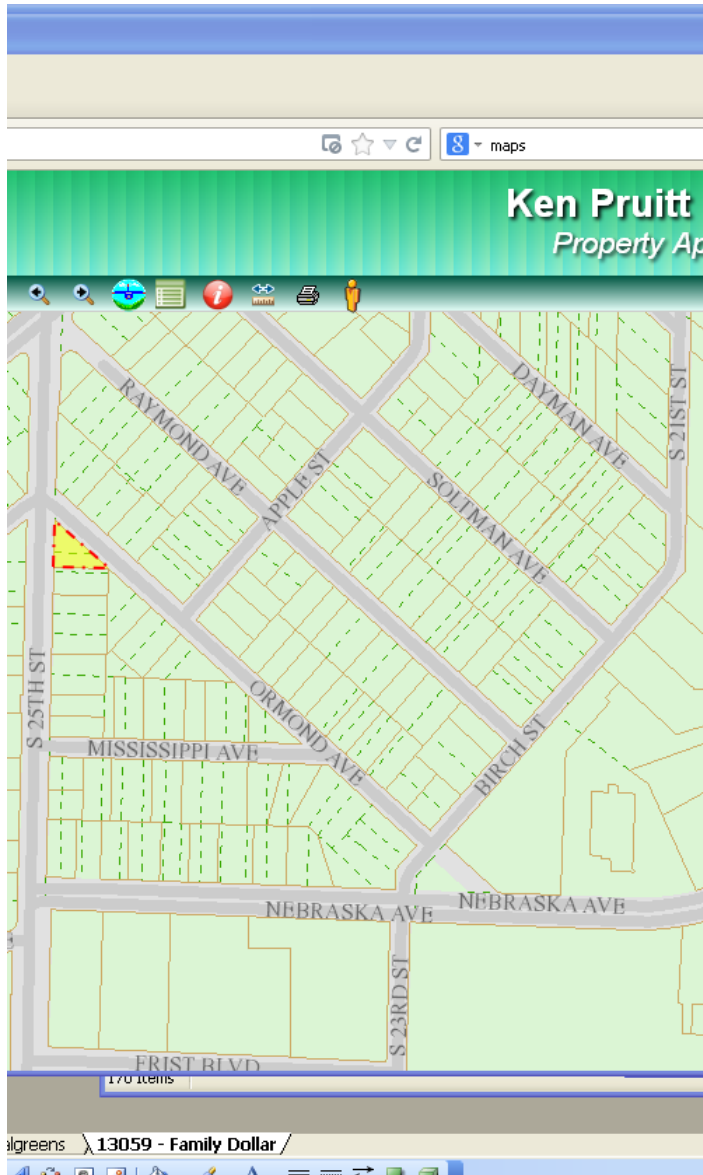 maps
Ken Pruitt
Property Ap
DAYMAN AVE
S 21ST ST
RAYMOND AVE
APPLE ST
SOLTMAN AVE
S 25TH ST
ORMOND AVE
MISSISSIPPI AVE
BIRCH ST
NEBRASKA AVE
NEBRASKA AVE
S 23RD ST
FRIST BLVD
170 items
algreens
13059 - Family Dollar